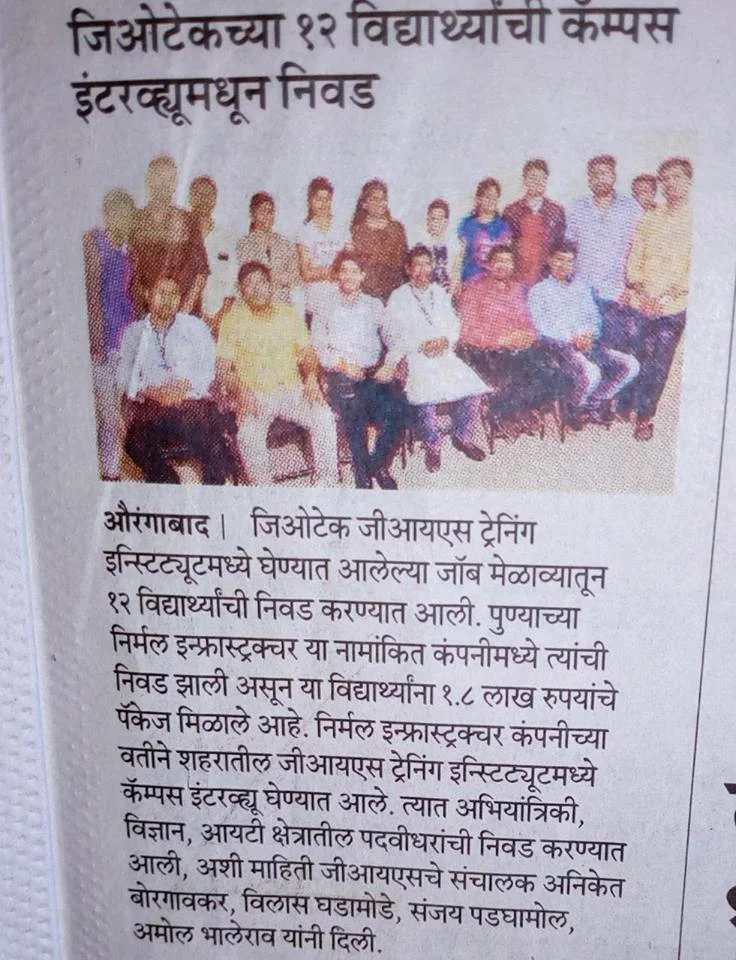 जिओटेकच्या १२ विद्यार्थ्यांची कॅम्पस
इंटरव्ह्यूमधून निवड
औरंगाबाद | जिओटेक जीआयएस ट्रेनिंग
इन्स्टिट्यूटमध्ये घेण्यात आलेल्या जॉब मेळाव्यातून
१२ विद्यार्थ्यांची निवड करण्यात आली. पुण्याच्या
निर्मल इन्फ्रास्ट्रक्चर या नामांकित कंपनीमध्ये त्यांची
निवड झाली असून या विद्यार्थ्यांना १.८ लाख रुपयांचे
पॅकेज मिळाले आहे. निर्मल इन्फ्रास्ट्रक्चर कंपनीच्या
वतीने शहरातील जीआयएस ट्रेनिंग इन्स्टिट्यूटमध्ये
कॅम्पस इंटरव्ह्यू घेण्यात आले. त्यात अभियांत्रिकी,
विज्ञान, आयटी क्षेत्रातील पदवीधरांची निवड करण्यात
आली, अशी माहिती जीआयएसचे संचालक अनिकेत
बोरगावकर, विलास घडामोडे, संजय पडघामोल,
अमोल भालेराव यांनी दिली.